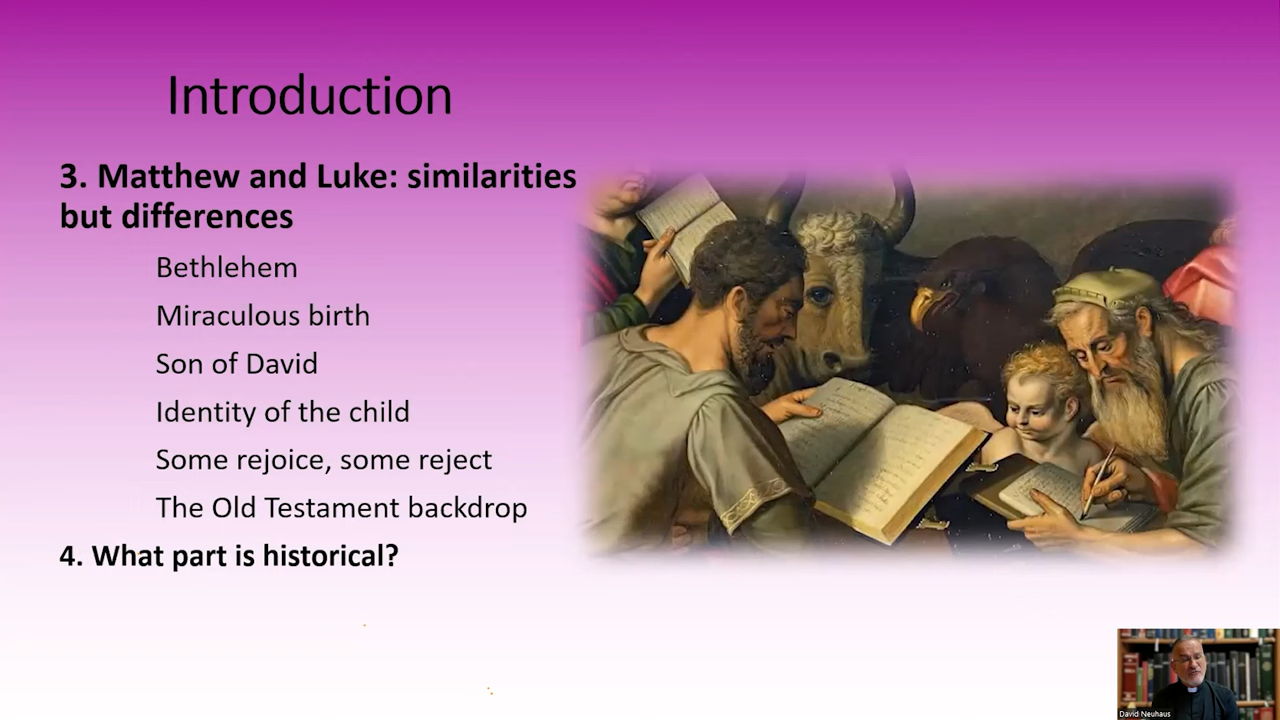 Introduction
3. Matthew and Luke: similarities
but differences
Bethlehem
Miraculous birth
Son of David
Identity of the child
Some rejoice, some reject
The Old Testament backdrop
4. What part is historical?
David Neuhaus